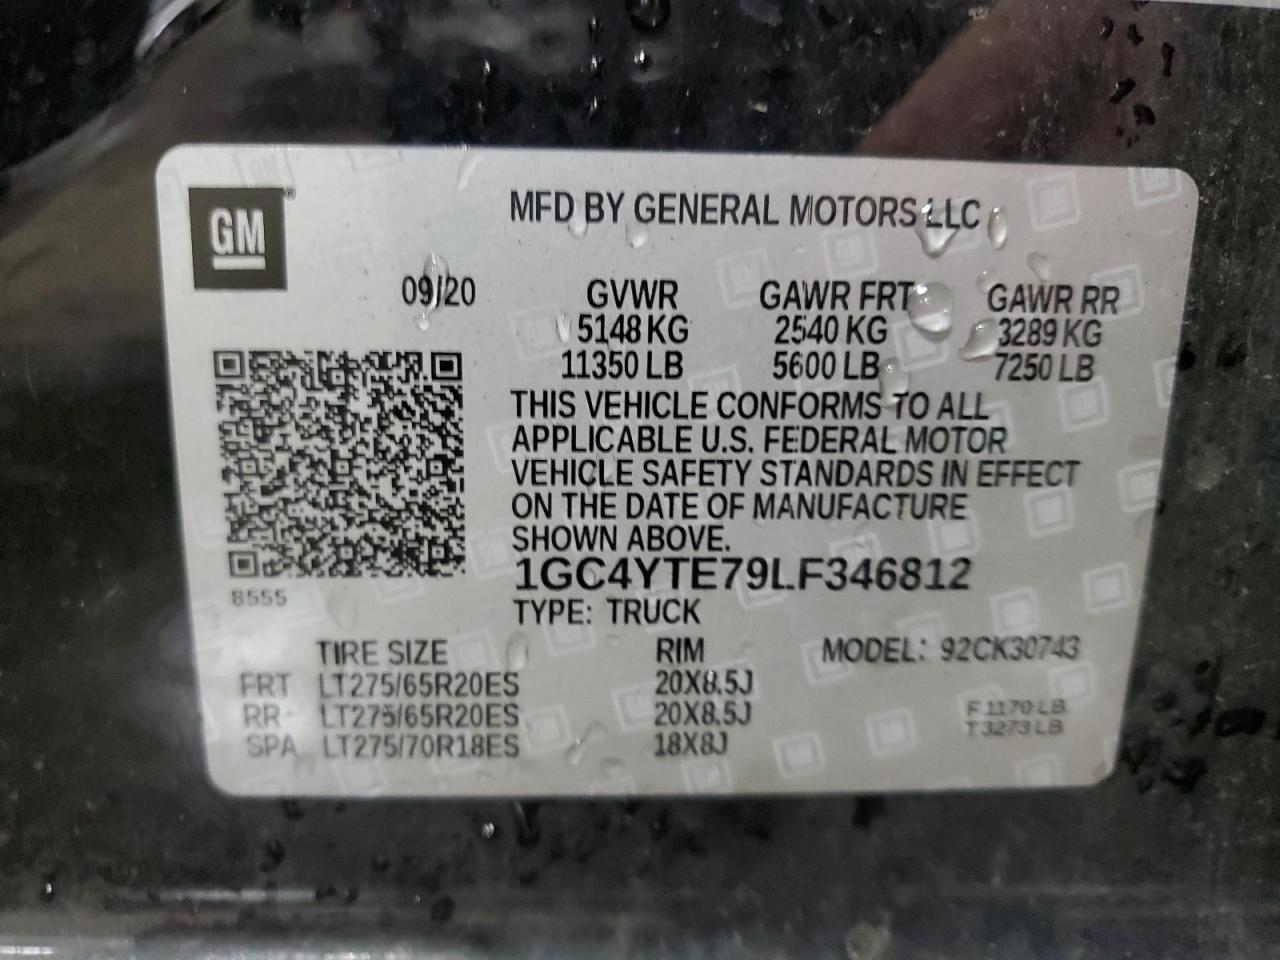 GM®
MFD BY GENERAL MOTORS LLC
09/20 GVWR GAWR FRT GAWR RR
5148 KG 2540 KG 3289 KG
11350 LB 5600 LB 7250 LB
THIS VEHICLE CONFORMS TO ALL
APPLICABLE U.S. FEDERAL MOTOR
VEHICLE SAFETY STANDARDS IN EFFECT
ON THE DATE OF MANUFACTURE
SHOWN ABOVE.
1GC4YTE79LF346812
8555
TYPE: TRUCK
TIRE SIZE RIM MODEL: 92CK30743
FRT LT275/65R20ES 20X8.5J
RR LT275/65R20ES 20X8.5J F 1170 LB
T 3273 LB
SPA LT275/70R18ES 18X8J